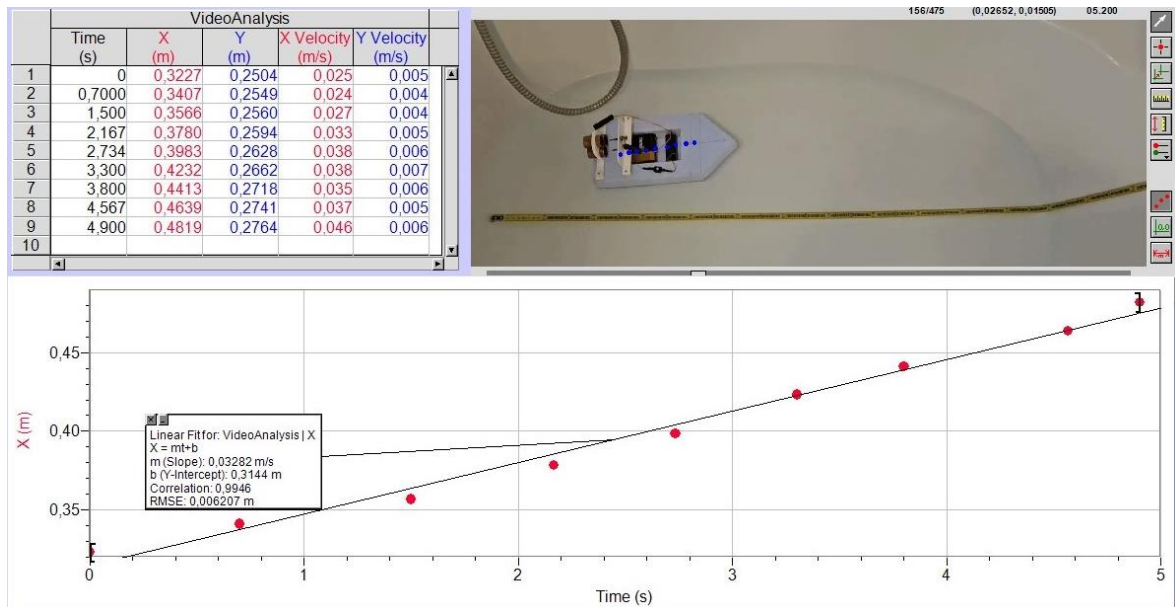 VideoAnalysis
Time X Y X Velocity Y Velocity
(s) (m) (m) (m/s) (m/s)
1 0 0,3227 0,2504 0,025 0,005
2 0,7000 0,3407 0,2549 0,024 0,004
3 1,500 0,3566 0,2560 0,027 0,004
4 2,167 0,3780 0,2594 0,033 0,005
5 2,734 0,3983 0,2628 0,038 0,006
6 3,300 0,4232 0,2662 0,038 0,007
7 3,800 0,4413 0,2718 0,035 0,006
8 4,567 0,4639 0,2741 0,037 0,005
9 4,900 0,4819 0,2764 0,046 0,006
10
156/475 (0,02652, 0,01505) 05.200
0,45
0,40
0,35
X (m)
Linear Fit for: VideoAnalysis | X
X = mt+b
m (Slope): 0,03282 m/s
b (Y-Intercept): 0,3144 m
Correlation: 0,9946
RMSE: 0,006207 m
0 1 2 3 4 5
Time (s)